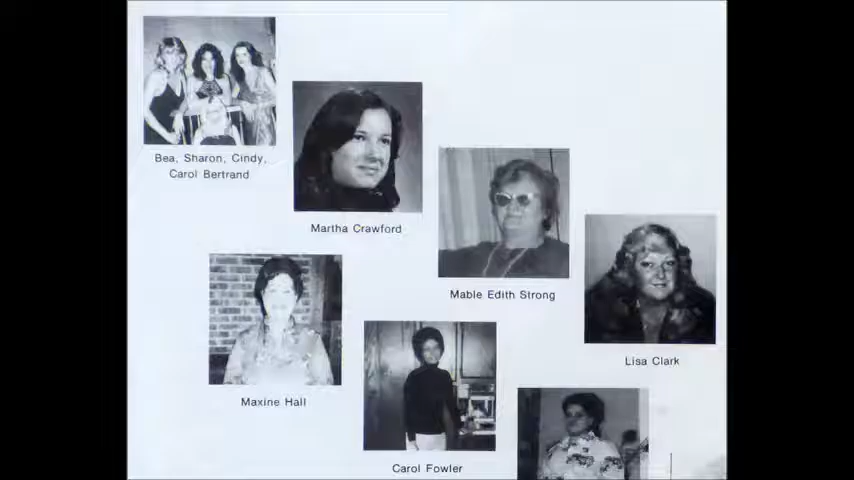 Bea, Sharon, Cindy,
Carol Bertrand
Martha Crawford
Mable Edith Strong
Lisa Clark
Maxine Hall
Carol Fowler